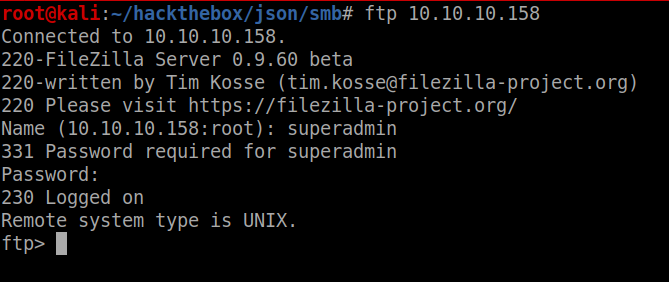 root@kali:~/hackthebox/json/smb# ftp 10.10.10.158
Connected to 10.10.10.158.
220-FileZilla Server 0.9.60 beta
220-written by Tim Kosse (tim.kosse@filezilla-project.org)
220 Please visit https://filezilla-project.org/
Name (10.10.10.158:root): superadmin
331 Password required for superadmin
Password:
230 Logged on
Remote system type is UNIX.
ftp>